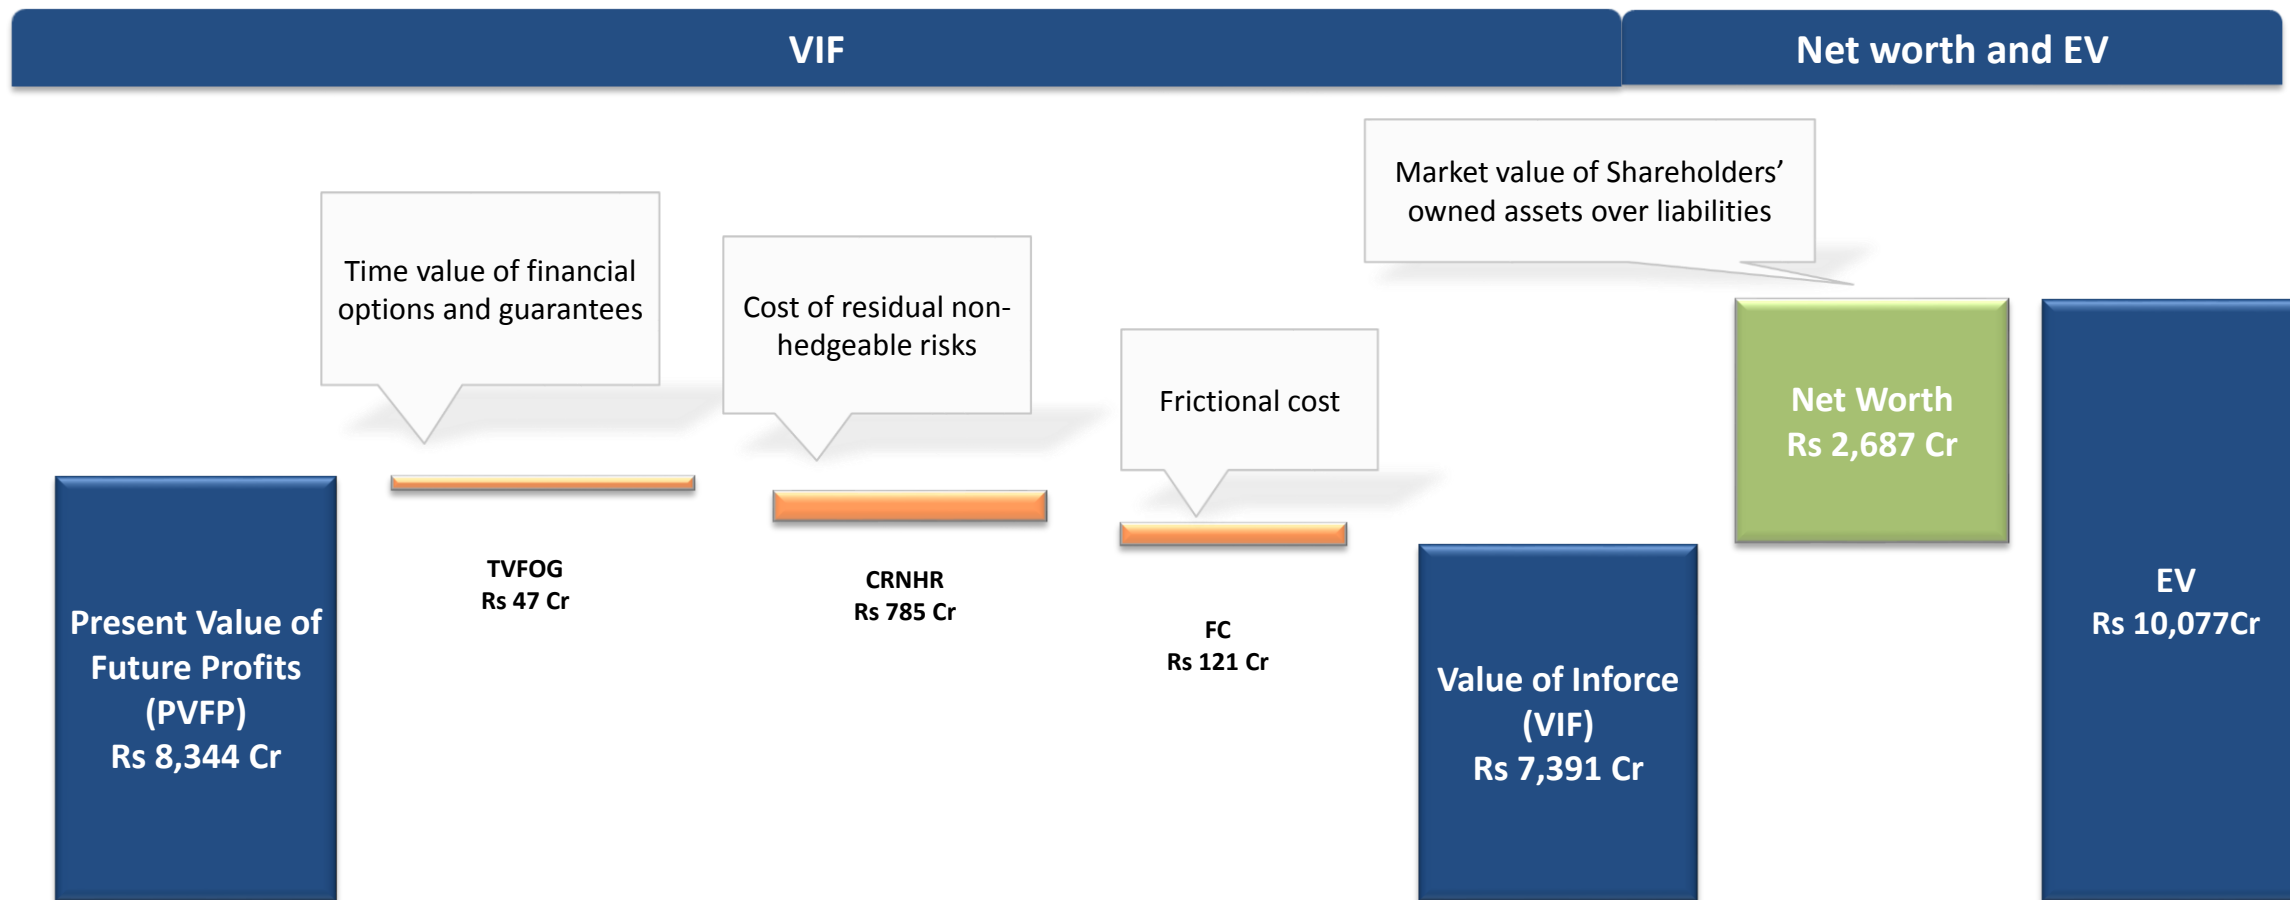 VIF
Net worth and EV
Market value of Shareholders’
owned assets over liabilities
Time value of financial
options and guarantees
Cost of residual non-
hedgeable risks
Frictional cost
Net Worth
Rs 2,687 Cr
TVFOG
Rs 47 Cr
CRNHR
Rs 785 Cr
FC
Rs 121 Cr
Present Value of
Future Profits
(PVFP)
Rs 8,344 Cr
Value of Inforce
(VIF)
Rs 7,391 Cr
EV
Rs 10,077Cr